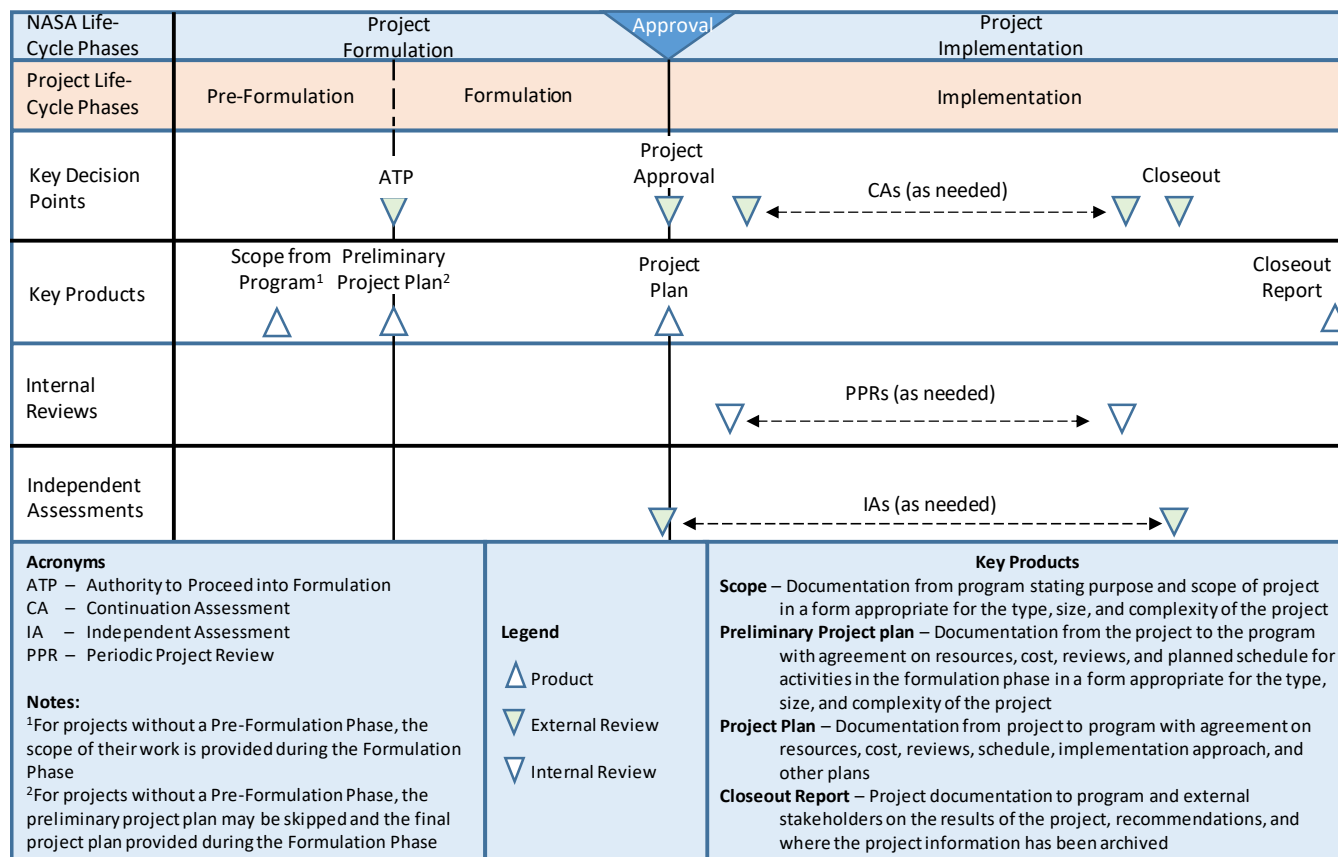 NASA Life-
Cycle Phases
Project
Formulation
Approval
Project
Implementation
Project Life-
Cycle Phases
Pre-Formulation
Formulation
Implementation
Key Decision
Points
ATP
Project
Approval
CAs (as needed)
Closeout
Key Products
Scope from
Program¹
Preliminary
Project Plan²
Project
Plan
Closeout
Report
Internal
Reviews
PPRs (as needed)
Independent
Assessments
IAs (as needed)
Acronyms
ATP – Authority to Proceed into Formulation
CA – Continuation Assessment
IA – Independent Assessment
PPR – Periodic Project Review
Notes:
¹For projects without a Pre-Formulation Phase, the
scope of their work is provided during the Formulation
Phase
²For projects without a Pre-Formulation Phase, the
preliminary project plan may be skipped and the final
project plan provided during the Formulation Phase
Legend
Product
External Review
Internal Review
Key Products
Scope – Documentation from program stating purpose and scope of project
in a form appropriate for the type, size, and complexity of the project
Preliminary Project plan – Documentation from the project to the program
with agreement on resources, cost, reviews, and planned schedule for
activities in the formulation phase in a form appropriate for the type,
size, and complexity of the project
Project Plan – Documentation from project to program with agreement on
resources, cost, reviews, schedule, implementation approach, and
other plans
Closeout Report – Project documentation to program and external
stakeholders on the results of the project, recommendations, and
where the project information has been archived